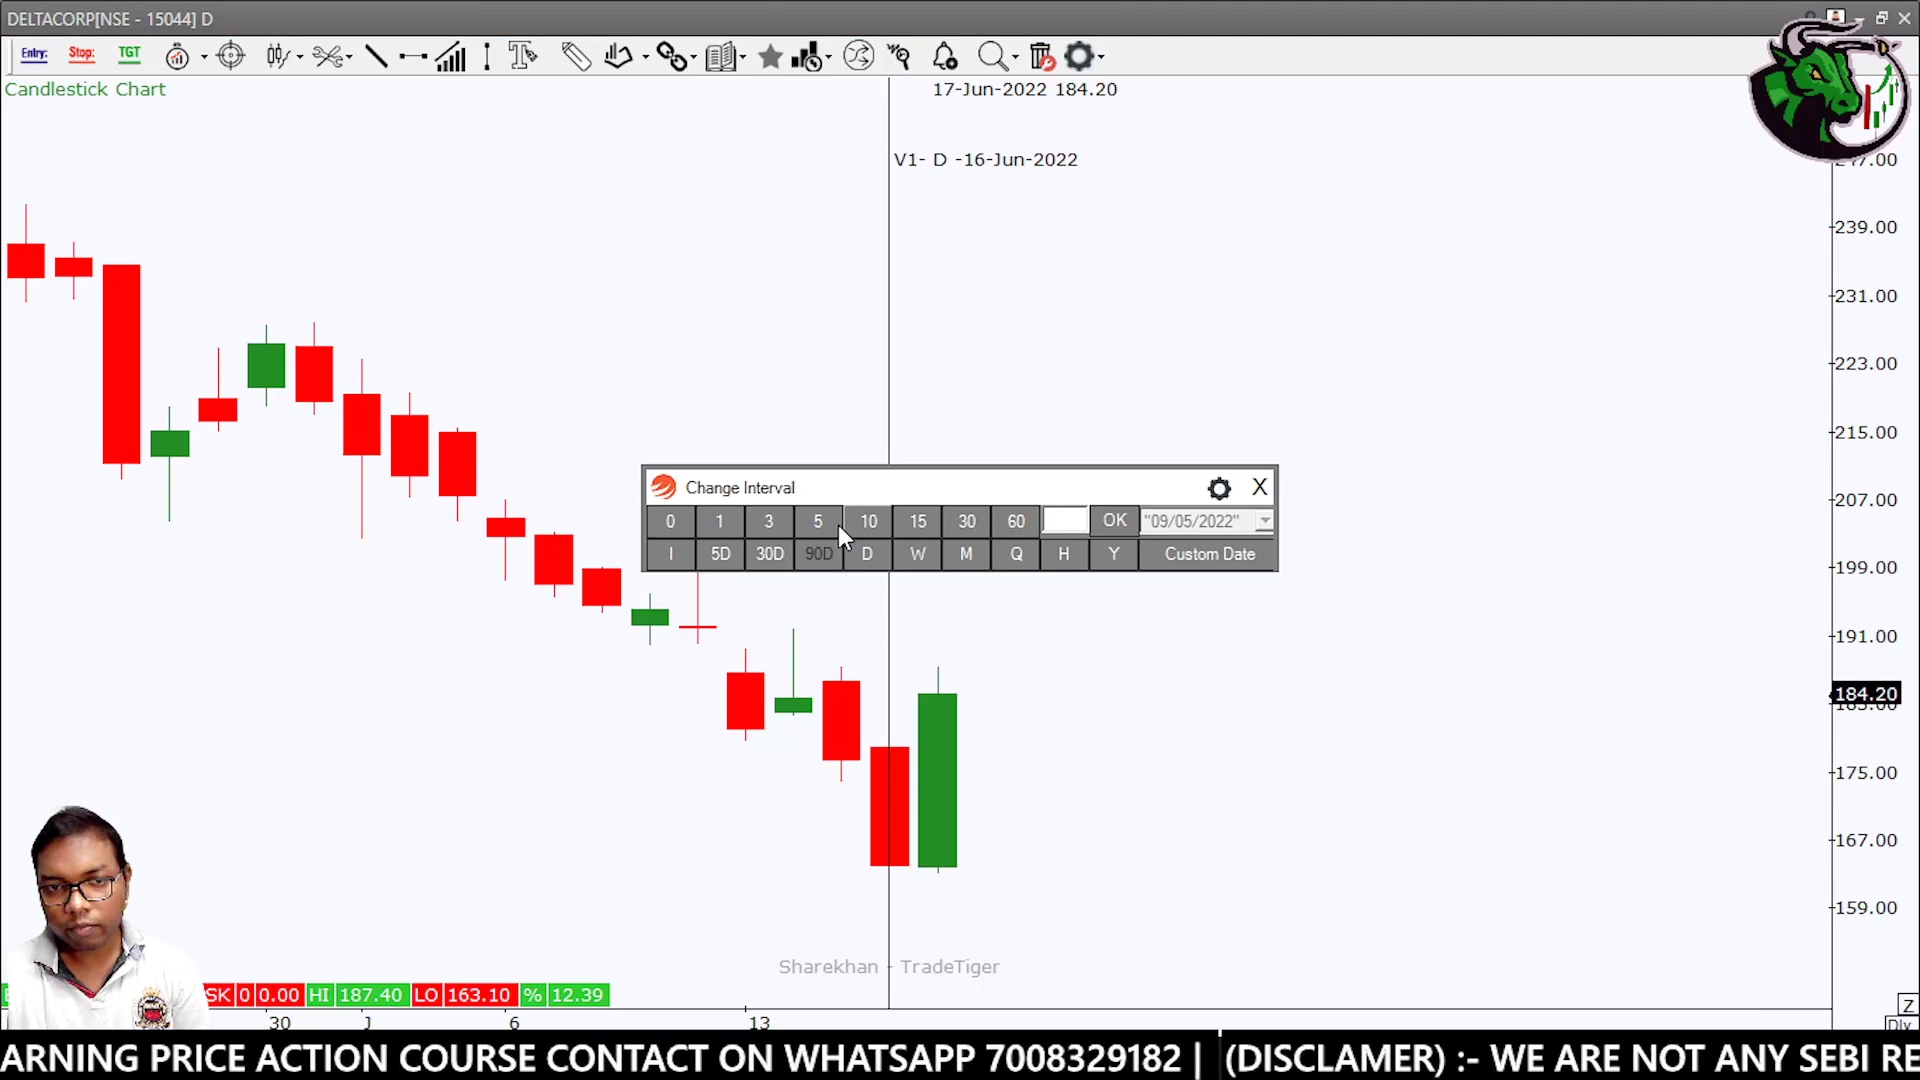 DELTACORP[NSE - 15044] D
Entry: Stop: TGT
Candlestick Chart
17-Jun-2022 184.20
V1- D -16-Jun-2022
239.00
231.00
223.00
215.00
207.00
199.00
191.00
184.20
175.00
167.00
159.00
Change Interval X
0 1 3 5 10 15 30 60 OK "09/05/2022"
I 5D 30D 90D D W M Q H Y Custom Date
Sharekhan - TradeTiger
SK 0 0.00 HI 187.40 LO 163.10 % 12.39
30 J 6 13
Z
Dly
ARNING PRICE ACTION COURSE CONTACT ON WHATSAPP 7008329182 | (DISCLAMER) :- WE ARE NOT ANY SEBI RE